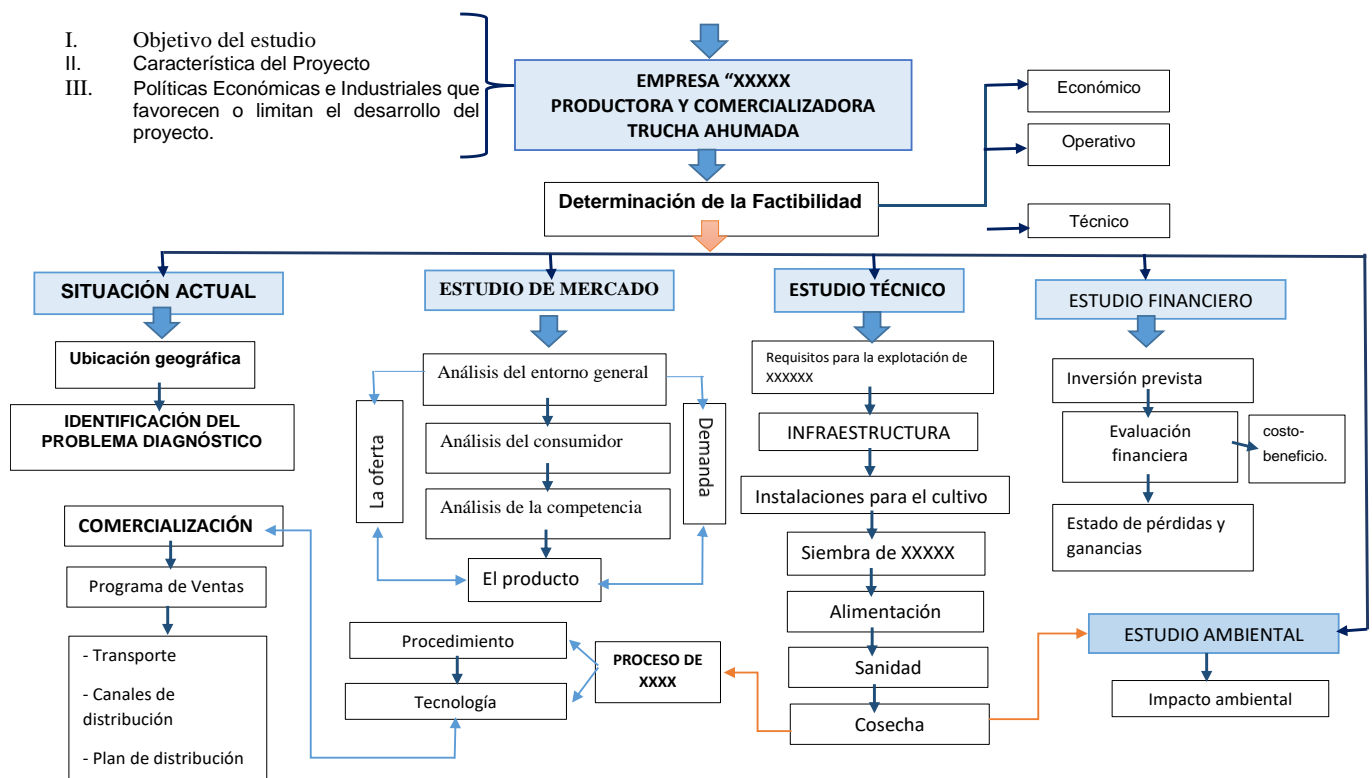 I. Objetivo del estudio
II. Característica del Proyecto
III. Políticas Económicas e Industriales que
favorecen o limitan el desarrollo del
proyecto.
EMPRESA “XXXXX
PRODUCTORA Y COMERCIALIZADORA
TRUCHA AHUMADA
Económico
Operativo
Técnico
Determinación de la Factibilidad
SITUACIÓN ACTUAL
Ubicación geográfica
IDENTIFICACIÓN DEL
PROBLEMA DIAGNÓSTICO
COMERCIALIZACIÓN
Programa de Ventas
- Transporte
- Canales de
distribución
- Plan de distribución
ESTUDIO DE MERCADO
Análisis del entorno general
La oferta
Demanda
Análisis del consumidor
Análisis de la competencia
El producto
Procedimiento
Tecnología
PROCESO DE
XXXX
ESTUDIO TÉCNICO
Requisitos para la explotación de
XXXXXX
INFRAESTRUCTURA
Instalaciones para el cultivo
Siembra de XXXXX
Alimentación
Sanidad
Cosecha
ESTUDIO FINANCIERO
Inversión prevista
Evaluación
financiera
costo-
beneficio.
Estado de pérdidas y
ganancias
ESTUDIO AMBIENTAL
Impacto ambiental